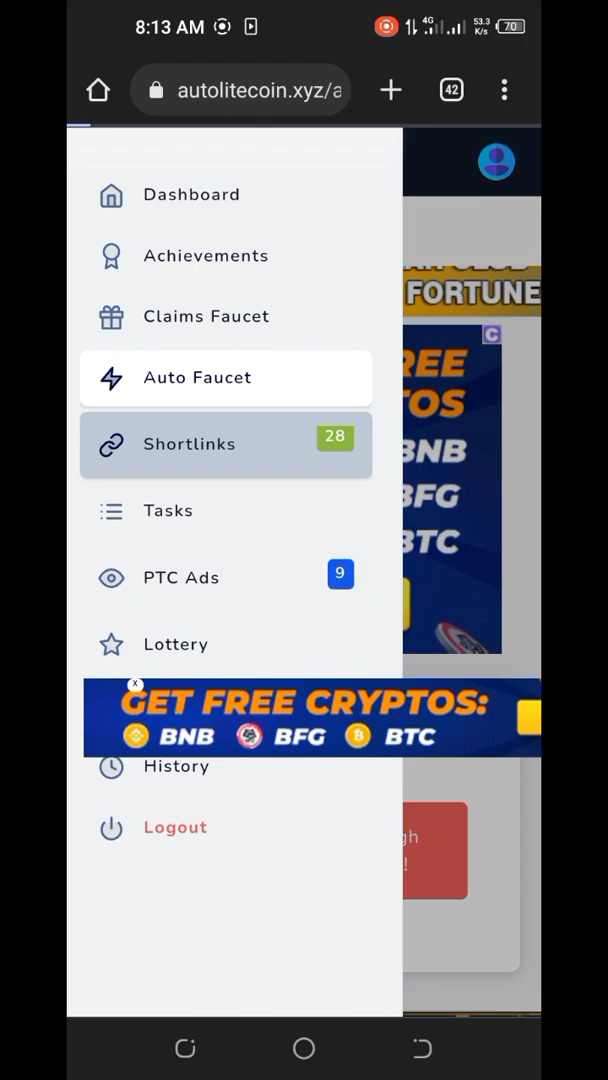 8:13 AM
4G
53.3
K/s
70
autolitecoin.xyz/a
42
Dashboard
Achievements
Claims Faucet
FORTUNE
Auto Faucet
REE
TOS
Shortlinks 28
BNB
BFG
BTC
Tasks
PTC Ads 9
Lottery
X
GET FREE CRYPTOS:
BNB BFG BTC
History
Logout
gh
!